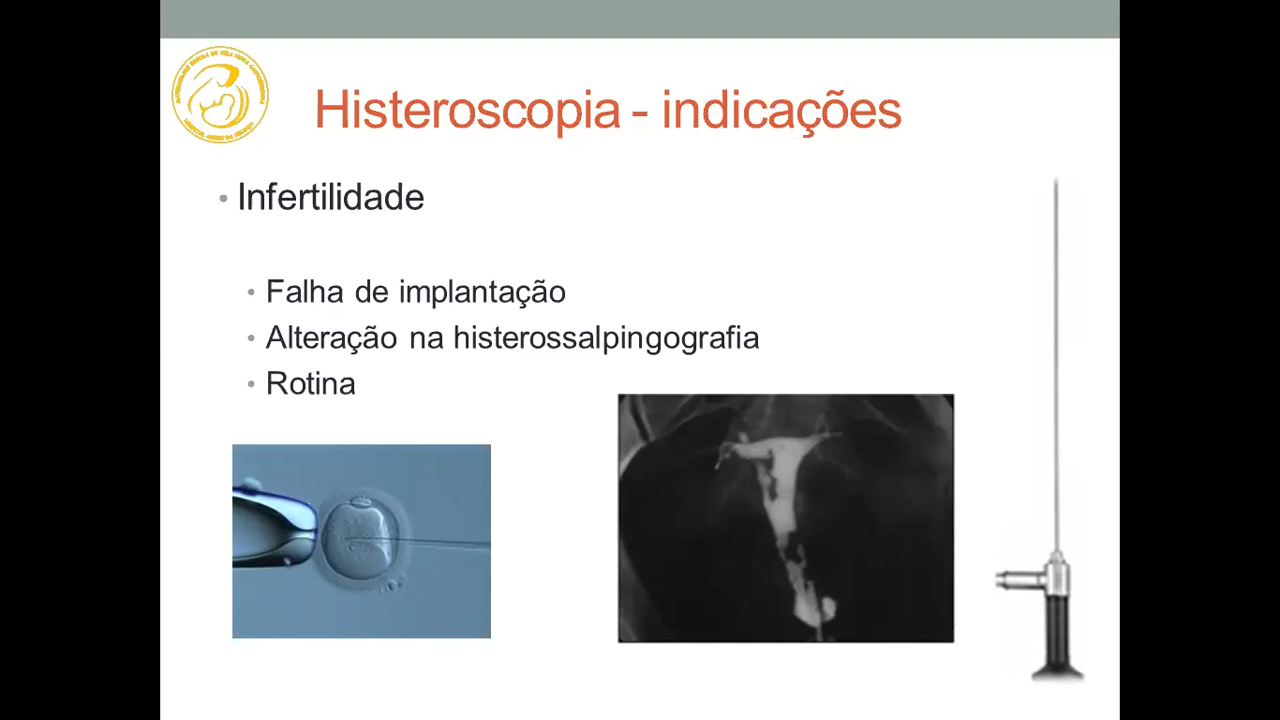 Histeroscopia - indicações
• Infertilidade
• Falha de implantação
• Alteração na histerossalpingografia
• Rotina